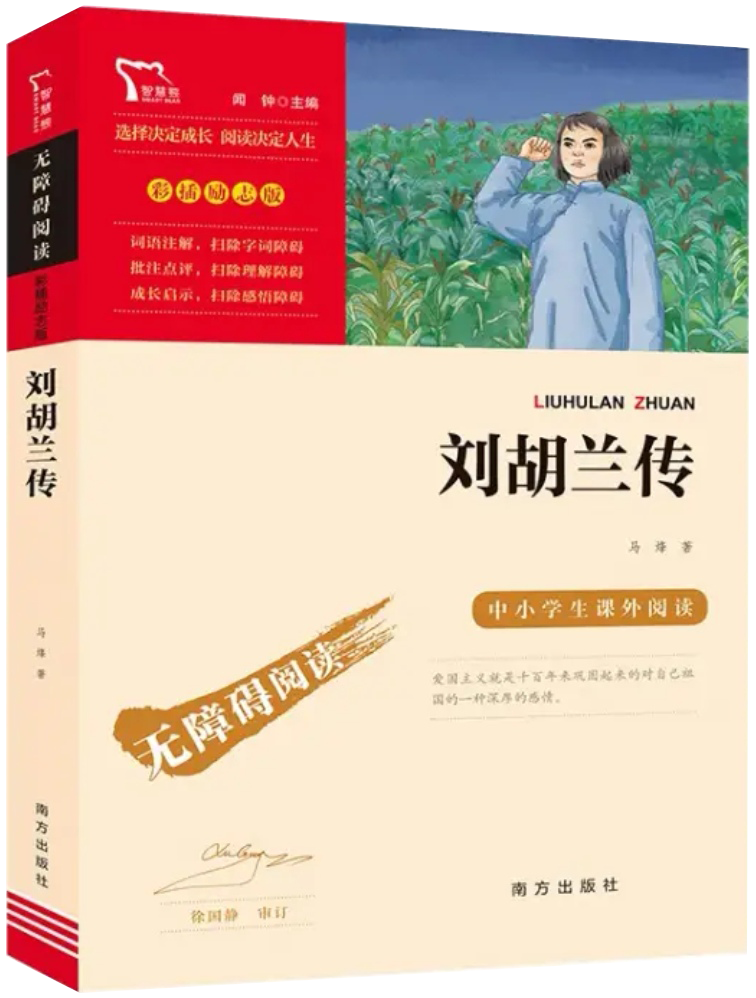 智慧熊
SMART BEAR
无障碍阅读
彩插励志版
刘胡兰传
马烽
著
南方出版社
智慧熊
SMART BEAR
闻 钟 ◎ 主编
选择决定成长 阅读决定人生
彩插励志版
词语注解，扫除字词障碍
批注点评，扫除理解障碍
成长启示，扫除感悟障碍
LIUHULAN ZHUAN
刘胡兰传
马 烽 著
中小学生课外阅读
爱国主义就是千百年来巩固起来的对自己祖
国的一种深厚的感情。
无障碍阅读
徐国静 审订
南方出版社